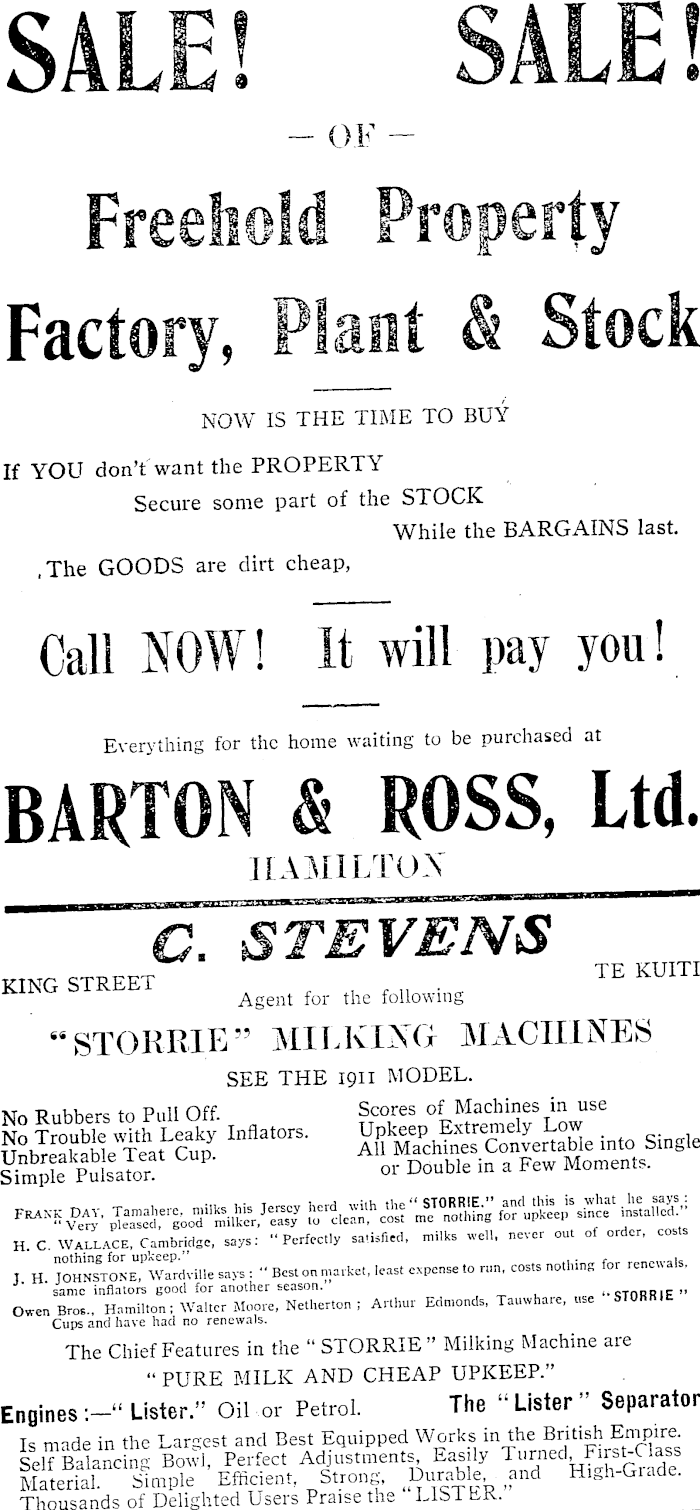 SALE! SALE!
— OF —
Freehold Property
Factory, Plant & Stock
NOW IS THE TIME TO BUY
If YOU don't want the PROPERTY
Secure some part of the STOCK
While the BARGAINS last.
The GOODS are dirt cheap,
Call NOW! It will pay you!
Everything for the home waiting to be purchased at
BARTON & ROSS, Ltd.
HAMILTON
C. STEVENS
KING STREET TE KUITI
Agent for the following
"STORRIE" MILKING MACHINES
SEE THE 1911 MODEL.
No Rubbers to Pull Off.
No Trouble with Leaky Inflators.
Unbreakable Teat Cup.
Simple Pulsator.
Scores of Machines in use
Upkeep Extremely Low
All Machines Convertable into Single
or Double in a Few Moments.
FRANK DAY, Tamahere, milks his Jersey herd with the "STORRIE." and this is what he says:
"Very pleased, good milker, easy to clean, cost me nothing for upkeep since installed."
H. C. WALLACE, Cambridge, says: "Perfectly satisfied, milks well, never out of order, costs
nothing for upkeep."
J. H. JOHNSTONE, Wardville says: "Best on market, least expense to run, costs nothing for renewals,
same inflators good for another season."
Owen Bros., Hamilton; Walter Moore, Netherton; Arthur Edmonds, Tauwhare, use "STORRIE"
Cups and have had no renewals.
The Chief Features in the "STORRIE" Milking Machine are
"PURE MILK AND CHEAP UPKEEP."
Engines:—"Lister." Oil or Petrol. The "Lister" Separator
Is made in the Largest and Best Equipped Works in the British Empire.
Self Balancing Bowl, Perfect Adjustments, Easily Turned, First-Class
Material. Simple Efficient, Strong, Durable, and High-Grade.
Thousands of Delighted Users Praise the "LISTER."